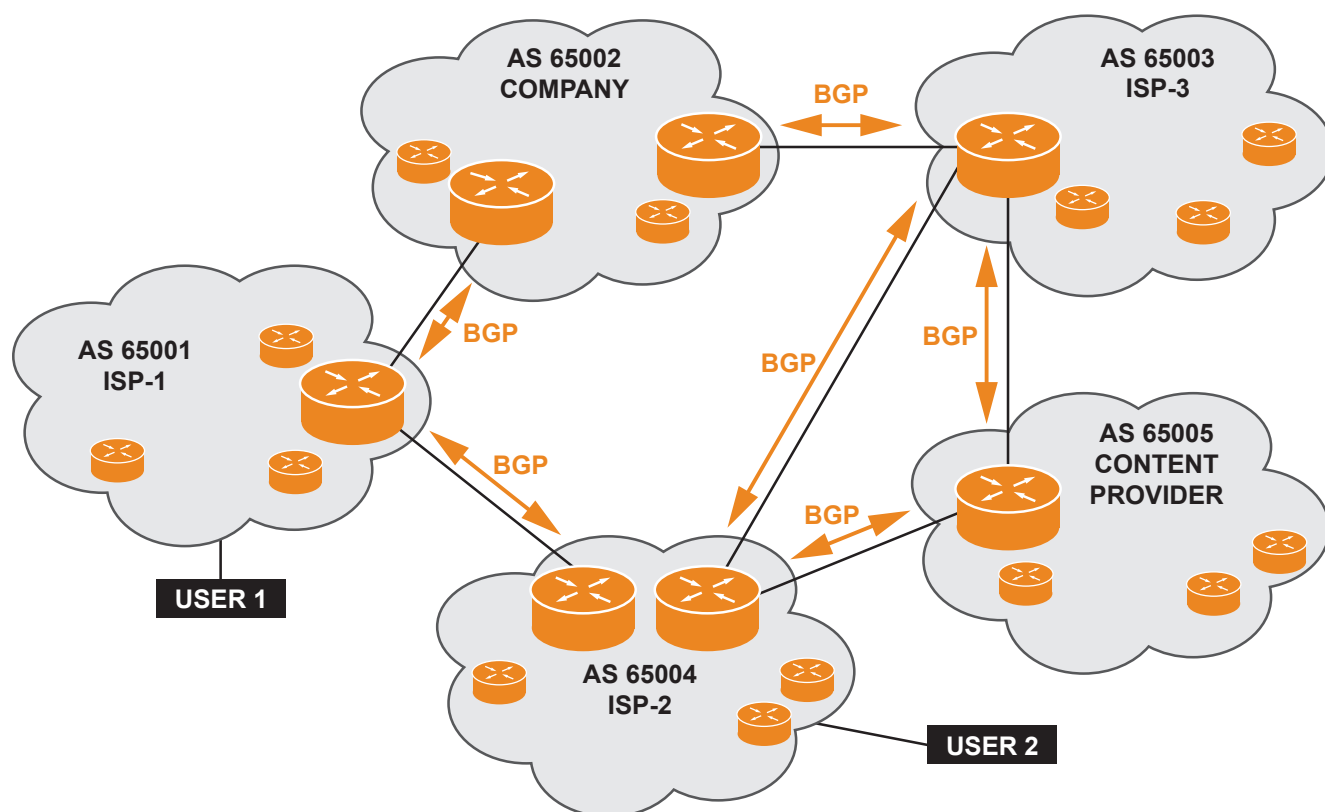 AS 65002
COMPANY
AS 65003
ISP-3
BGP
AS 65001
ISP-1
BGP
BGP
BGP
BGP
BGP
AS 65005
CONTENT
PROVIDER
USER 1
AS 65004
ISP-2
USER 2